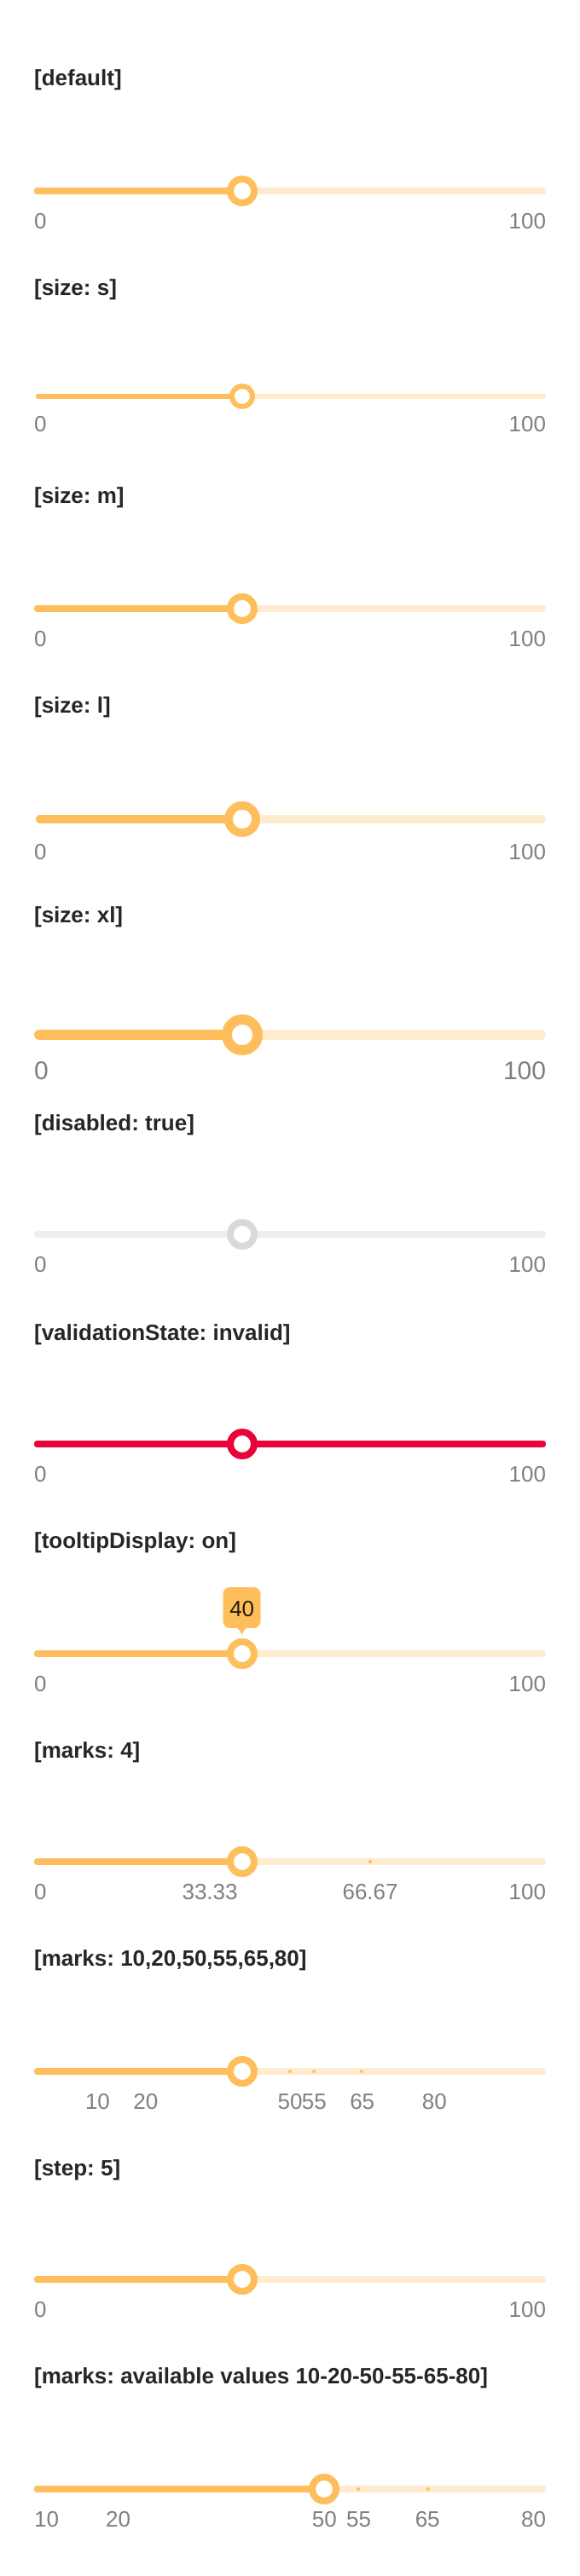 [default]
0 100
[size: s]
0 100
[size: m]
0 100
[size: l]
0 100
[size: xl]
0 100
[disabled: true]
0 100
[validationState: invalid]
0 100
[tooltipDisplay: on]
40
0 100
[marks: 4]
0 33.33 66.67 100
[marks: 10,20,50,55,65,80]
10 20 50 55 65 80
[step: 5]
0 100
[marks: available values 10-20-50-55-65-80]
10 20 50 55 65 80